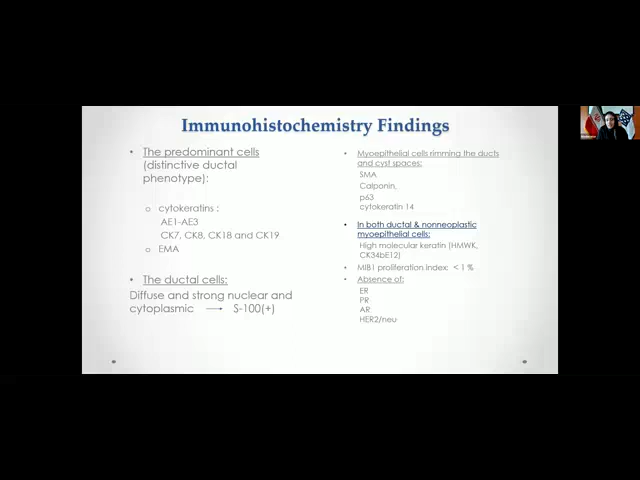 Immunohistochemistry Findings
• The predominant cells
(distinctive ductal
phenotype):
o cytokeratins :
AE1-AE3
CK7, CK8, CK18 and CK19
o EMA
• The ductal cells:
Diffuse and strong nuclear and
cytoplasmic → S-100(+)
• Myoepithelial cells rimming the ducts
and cyst spaces:
SMA
Calponin,
p63
cytokeratin 14
• In both ductal & nonneoplastic
myoepithelial cells:
High molecular keratin (HMWK,
CK34bE12)
• MIB1 proliferation index: < 1 %
• Absence of:
ER
PR
AR
HER2/neu